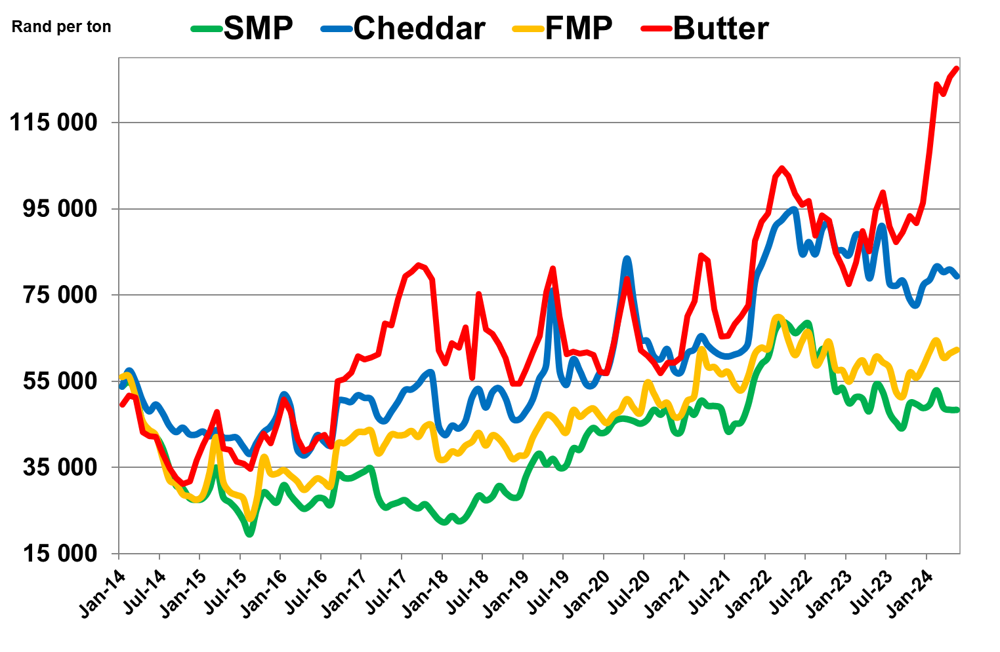 Rand per ton
SMP Cheddar FMP Butter
115 000
95 000
75 000
55 000
35 000
15 000
Jan-14 Jul-14 Jan-15 Jul-15 Jan-16 Jul-16 Jan-17 Jul-17 Jan-18 Jul-18 Jan-19 Jul-19 Jan-20 Jul-20 Jan-21 Jul-21 Jan-22 Jul-22 Jan-23 Jul-23 Jan-24